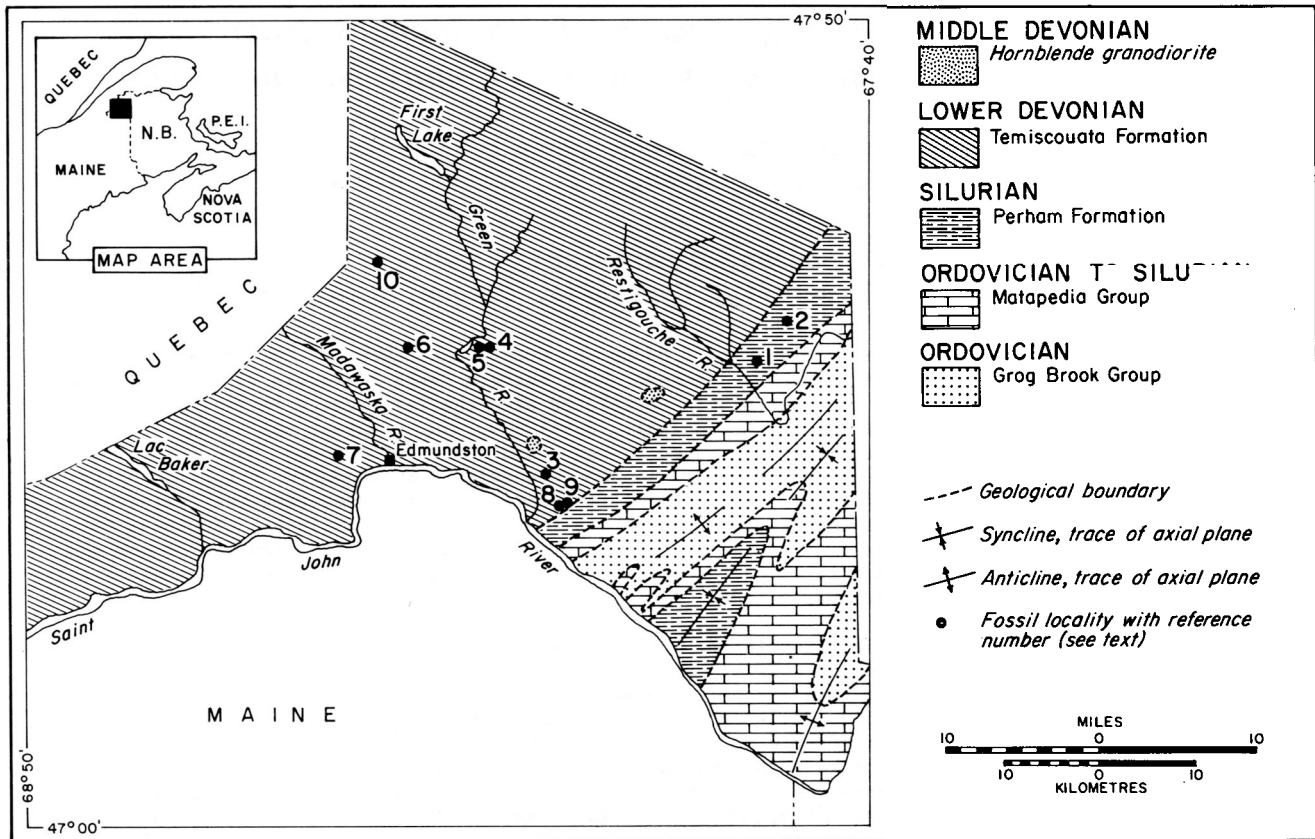 47°50'
67°40'
QUEBEC
N.B.
P.E.I.
MAINE
NOVA
SCOTIA
MAP AREA
First
Lake
Green
R.
Restigouche
R.
QUEBEC
Madawaska R.
Lac
Baker
Edmundston
10
6
4
5
2
1
7
3
8
9
Saint
John
River
MAINE
68°50'
47°00'
MIDDLE DEVONIAN
Hornblende granodiorite
LOWER DEVONIAN
Temiscouata Formation
SILURIAN
Perham Formation
ORDOVICIAN
Matapedia Group
ORDOVICIAN
Grog Brook Group
Geological boundary
Syncline, trace of axial plane
Anticline, trace of axial plane
Fossil locality with reference
number (see text)
MILES
10 0 10
10 0 10
KILOMETRES